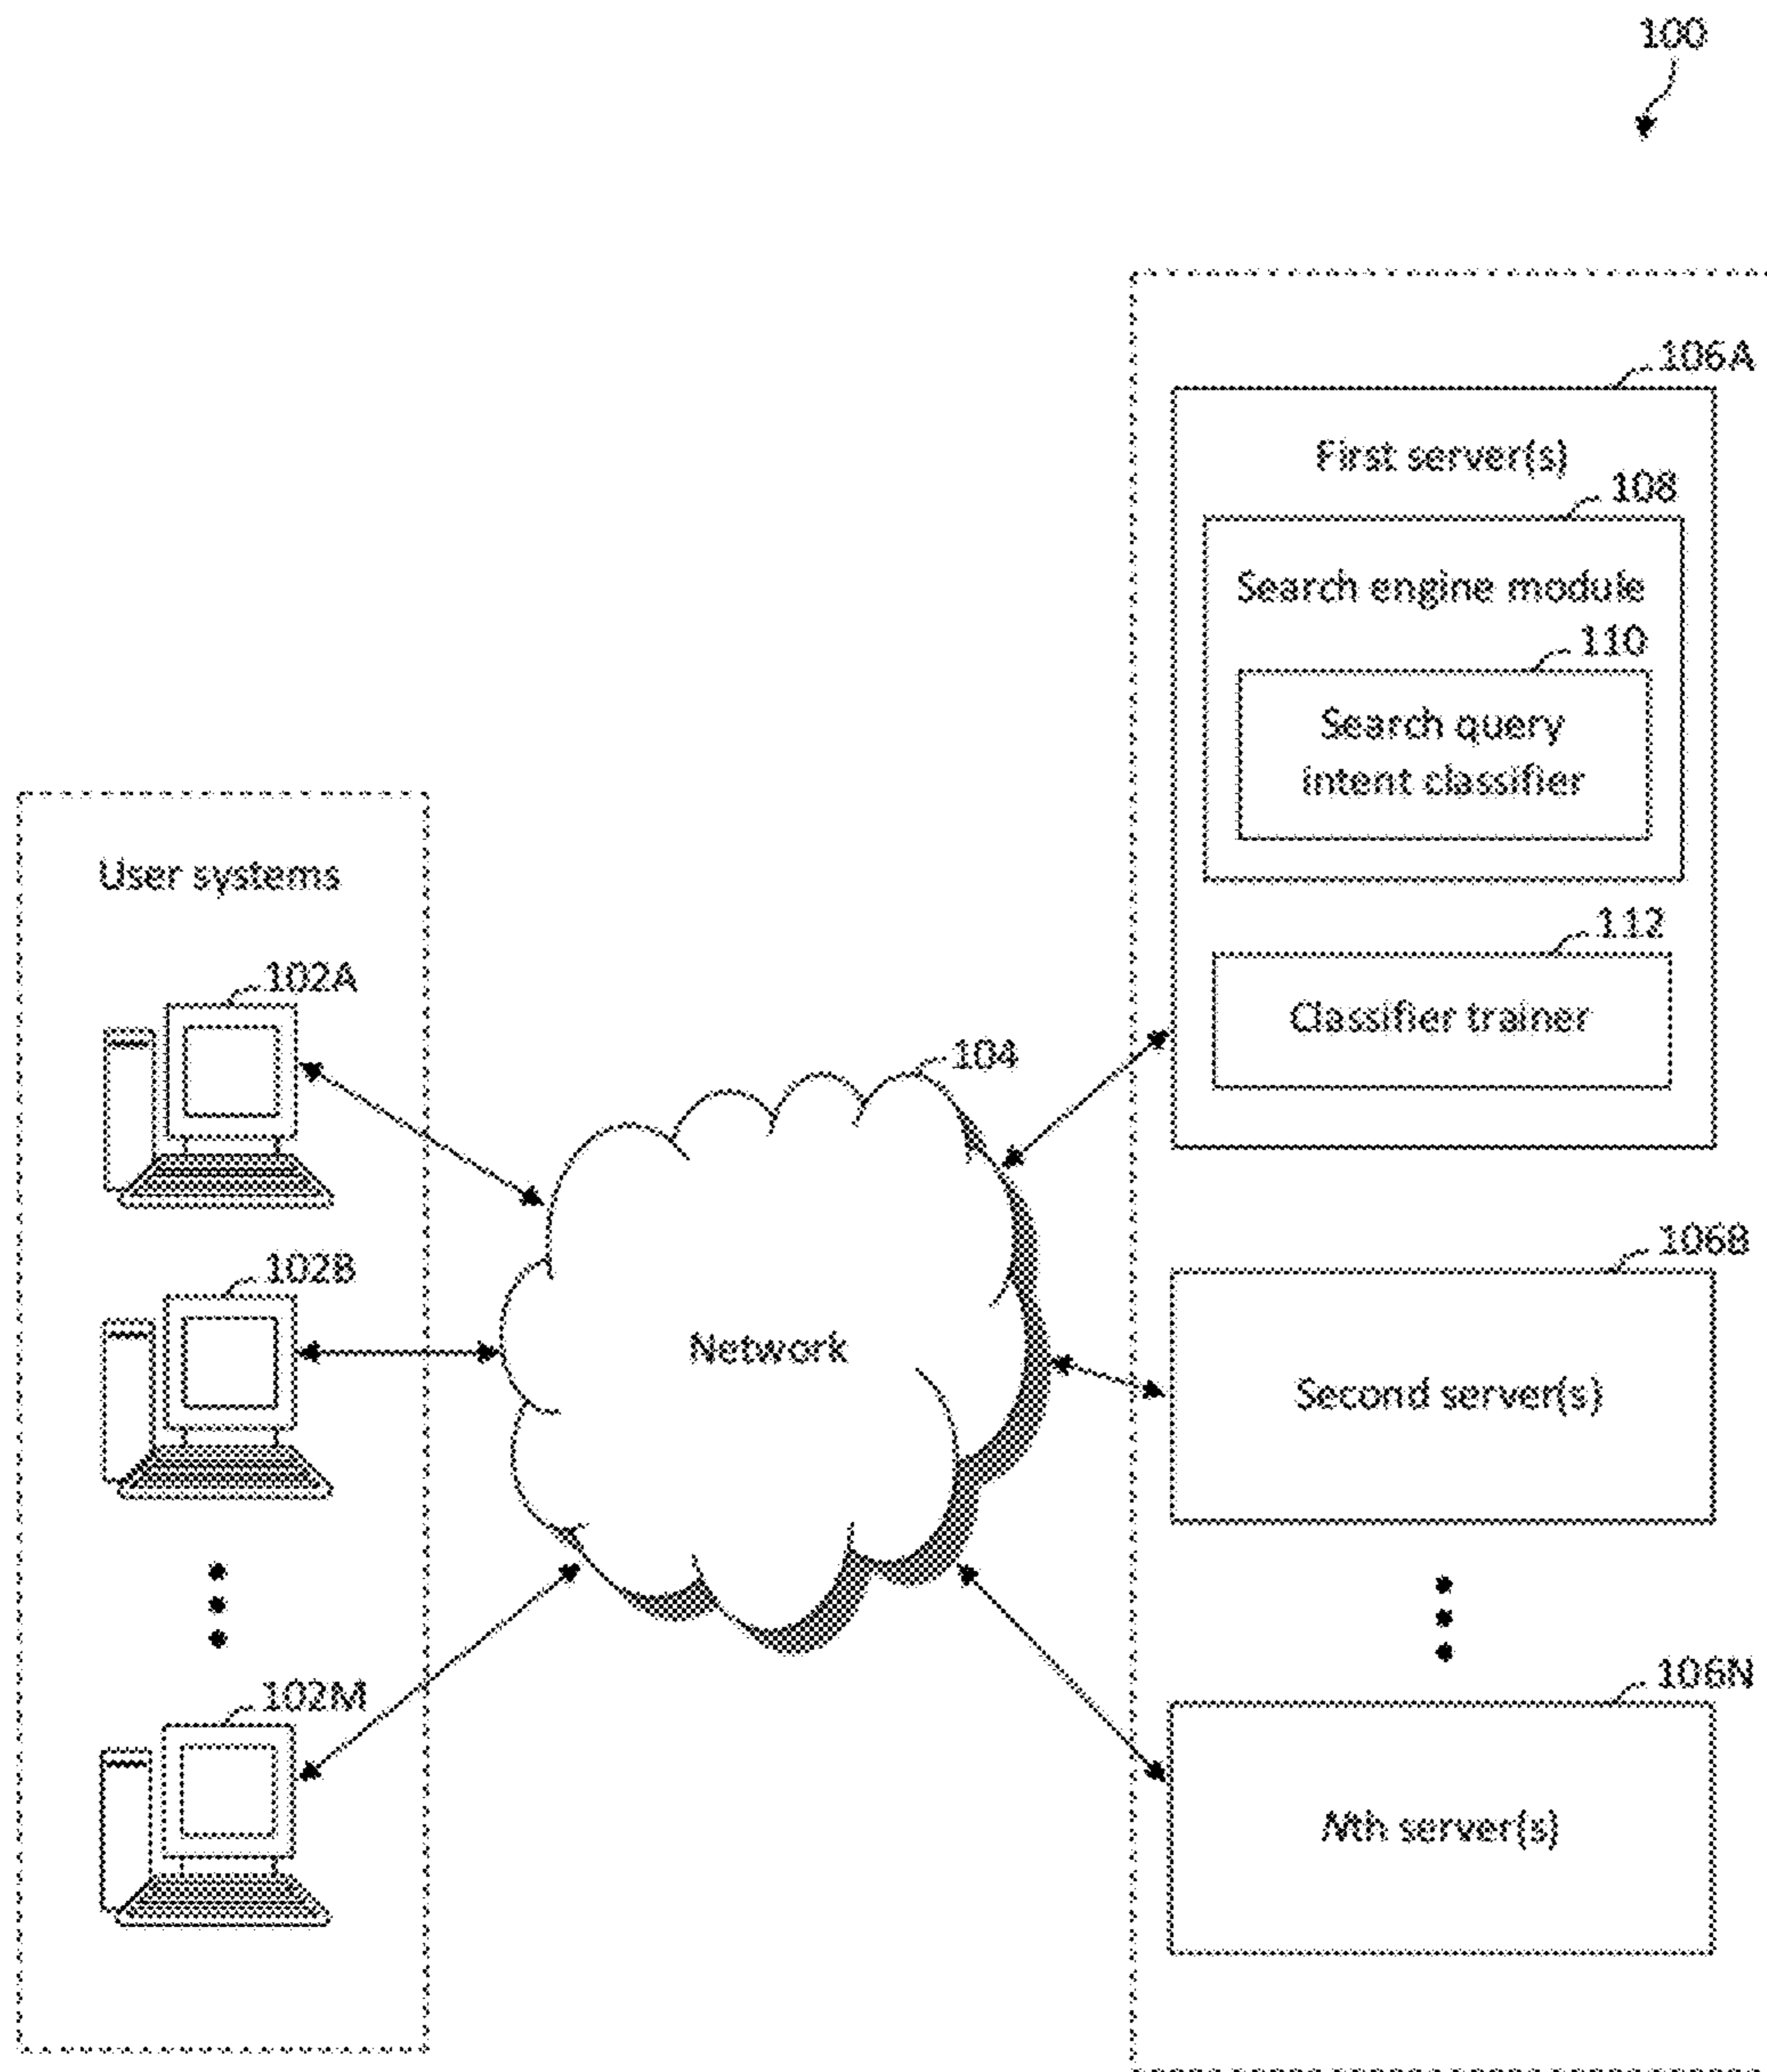 100
106A
First server(s)
108
Search engine module
110
Search query
intent classifier
112
Classifier trainer
User systems
102A
104
102B
Network
106B
Second server(s)
102M
106N
Nth server(s)